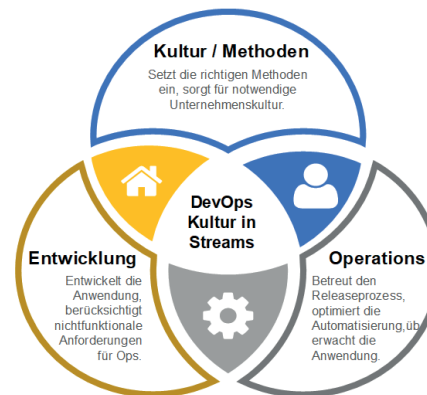 Kultur / Methoden
Setzt die richtigen Methoden
ein, sorgt für notwendige
Unternehmenskultur.
DevOps
Kultur in
Streams
Entwicklung
Entwickelt die
Anwendung,
berücksichtigt
nichtfunktionale
Anforderungen
für Ops.
Operations
Betreut den
Releaseprozess,
optimiert die
Automatisierung,üb
erwacht die
Anwendung.